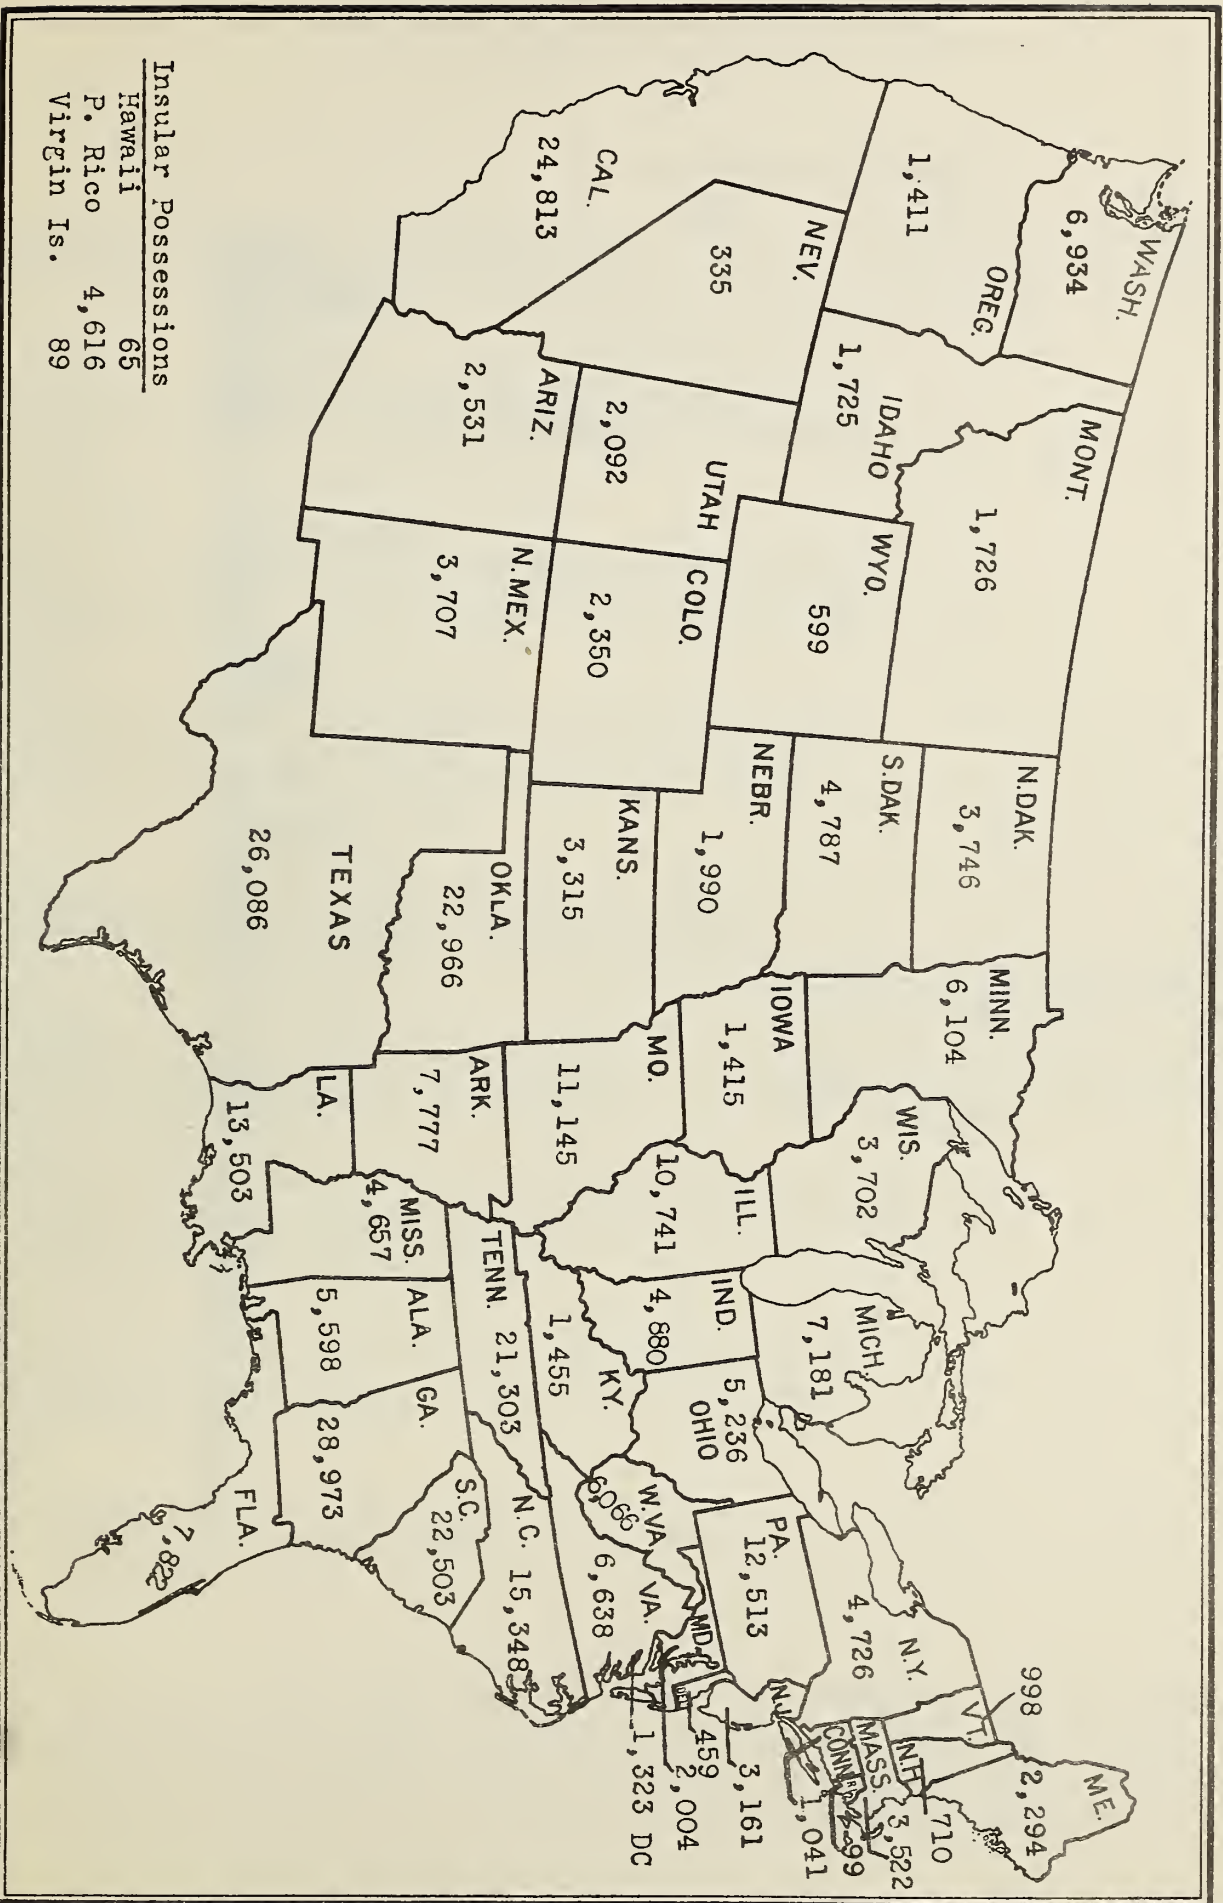 WASH.
6,934
OREG.
1,411
CAL.
24,813
NEV.
335
IDAHO
1,725
MONT.
1,726
WYO.
599
UTAH
2,092
ARIZ.
2,531
COLO.
2,350
N.MEX.
3,707
N.DAK.
3,746
S.DAK.
4,787
NEBR.
1,990
KANS.
3,315
OKLA.
22,966
TEXAS
26,086
MINN.
6,104
IOWA
1,415
MO.
11,145
ARK.
7,777
LA.
13,503
WIS.
3,702
ILL.
10,741
MICH.
7,181
IND.
4,880
OHIO
5,236
KY.
1,455
TENN. 21,303
MISS.
4,657
ALA.
5,598
GA.
28,973
FLA.
S.C.
22,503
N.C. 15,348
VA.
6,638
W.VA.
6,066
PA.
12,513
N.Y.
4,726
VT.
998
ME.
2,294
N.H.
710
MASS.
3,522
CONN.
1,041
R.I.
99
N.J.
3,161
DEL.
459
MD.
2,004
1,323 DC
Insular Possessions
Hawaii 65
P. Rico 4,616
Virgin Is. 89